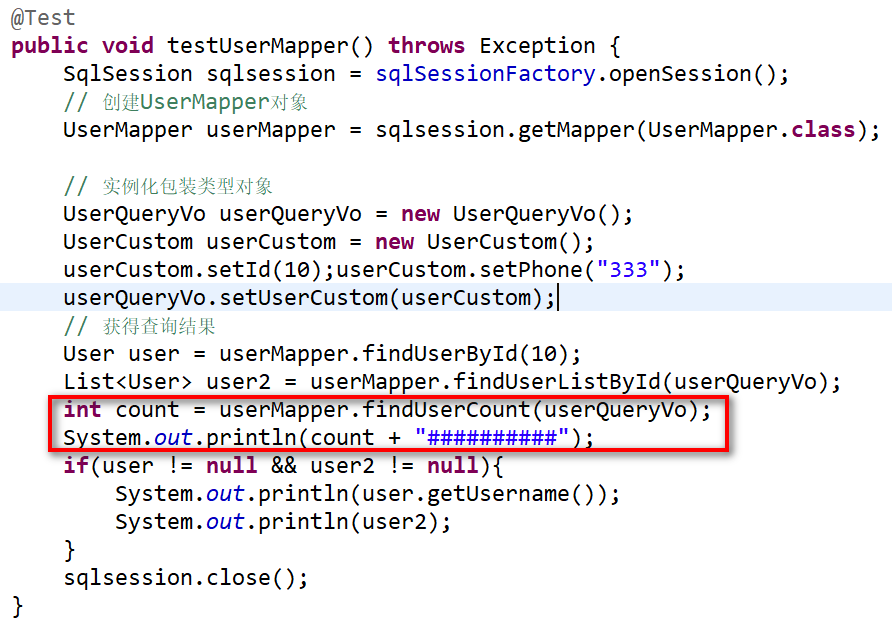 @Test
public void testUserMapper() throws Exception {
    SqlSession sqlsession = sqlSessionFactory.openSession();
    // 创建UserMapper对象
    UserMapper userMapper = sqlsession.getMapper(UserMapper.class);
    // 实例化包装类型对象
    UserQueryVo userQueryVo = new UserQueryVo();
    UserCustom userCustom = new UserCustom();
    userCustom.setId(10);userCustom.setPhone("333");
    userQueryVo.setUserCustom(userCustom);
    // 获得查询结果
    User user = userMapper.findUserById(10);
    List<User> user2 = userMapper.findUserListById(userQueryVo);
    int count = userMapper.findUserCount(userQueryVo);
    System.out.println(count + "##########");
    if(user != null && user2 != null){
        System.out.println(user.getUsername());
        System.out.println(user2);
    }
    sqlsession.close();
}